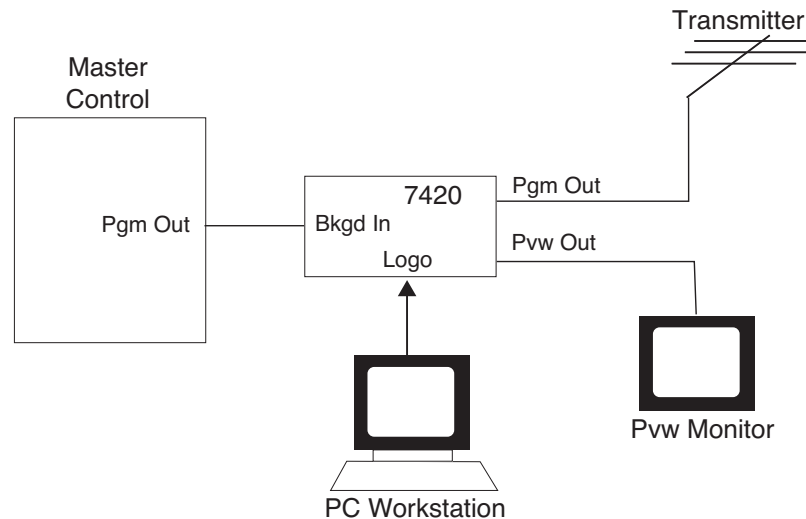 Transmitter
Master
Control
7420
Pgm Out
Pgm Out
Bkgd In
Pvw Out
Logo
Pvw Monitor
PC Workstation